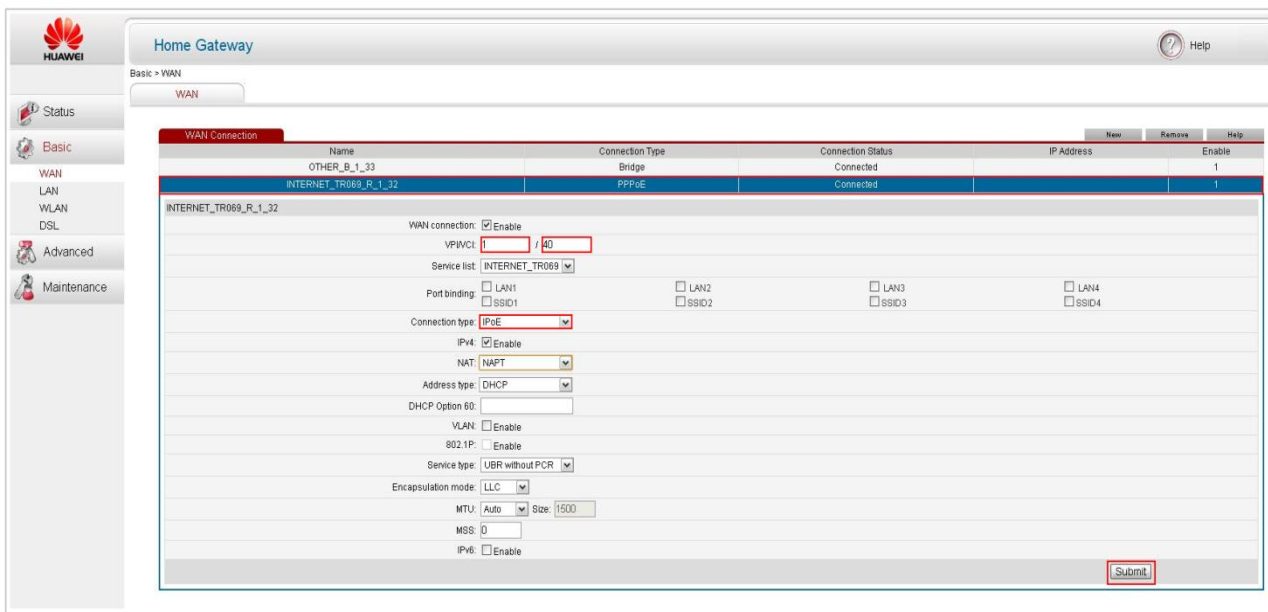 HUAWEI
Home Gateway
Help
Basic > WAN
WAN
Status
Basic
WAN
LAN
WLAN
DSL
Advanced
Maintenance
WAN Connection New Remove Help
Name Connection Type Connection Status IP Address Enable
OTHER_B_1_33 Bridge Connected 1
INTERNET_TR069_R_1_32 PPPoE Connected 1
INTERNET_TR069_R_1_32
WAN connection: Enable
VPI/VCI: 1 / 40
Service list: INTERNET_TR069
Port binding: LAN1 LAN2 LAN3 LAN4
SSID1 SSID2 SSID3 SSID4
Connection type: IPoE
IPv4: Enable
NAT: NAPT
Address type: DHCP
DHCP Option 60:
VLAN: Enable
802.1P: Enable
Service type: UBR without PCR
Encapsulation mode: LLC
MTU: Auto Size: 1500
MSS: 0
IPv6: Enable
Submit